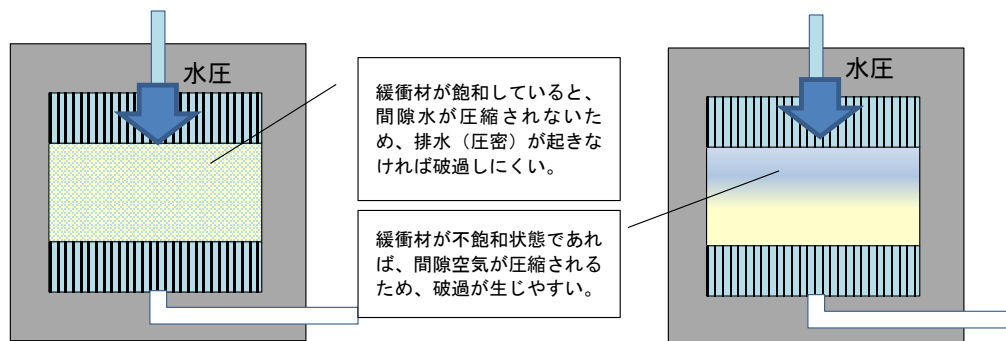 水圧
緩衝材が飽和していると、
間隙水が圧縮されないた
め、排水（圧密）が起きな
ければ破過しにくい。
緩衝材が不飽和状態であれ
ば、間隙空気が圧縮される
ため、破過が生じやすい。
水圧